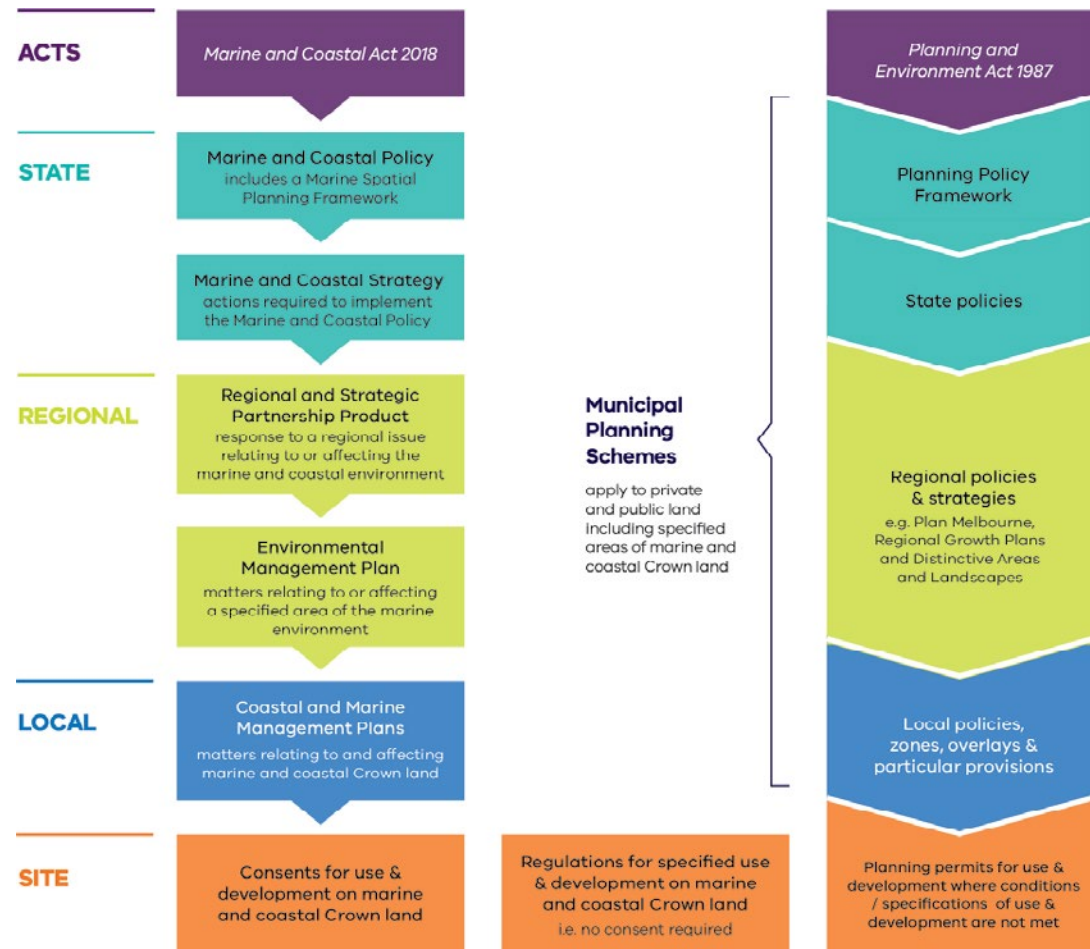 ACTS
Marine and Coastal Act 2018
Planning and
Environment Act 1987
STATE
Marine and Coastal Policy
includes a Marine Spatial
Planning Framework
Marine and Coastal Strategy
actions required to implement
the Marine and Coastal Policy
Planning Policy
Framework
State policies
REGIONAL
Regional and Strategic
Partnership Product
response to a regional issue
relating to or affecting the
marine and coastal environment
Environmental
Management Plan
matters relating to or affecting
a specified area of the marine
environment
Municipal
Planning
Schemes
apply to private
and public land
including specified
areas of marine and
coastal Crown land
Regional policies
& strategies
e.g. Plan Melbourne,
Regional Growth Plans
and Distinctive Areas
and Landscapes
LOCAL
Coastal and Marine
Management Plans
matters relating to and affecting
marine and coastal Crown land
Local policies,
zones, overlays &
particular provisions
SITE
Consents for use &
development on marine
and coastal Crown land
Regulations for specified use
& development on marine
and coastal Crown land
i.e. no consent required
Planning permits for use &
development where conditions
/ specifications of use &
development are not met